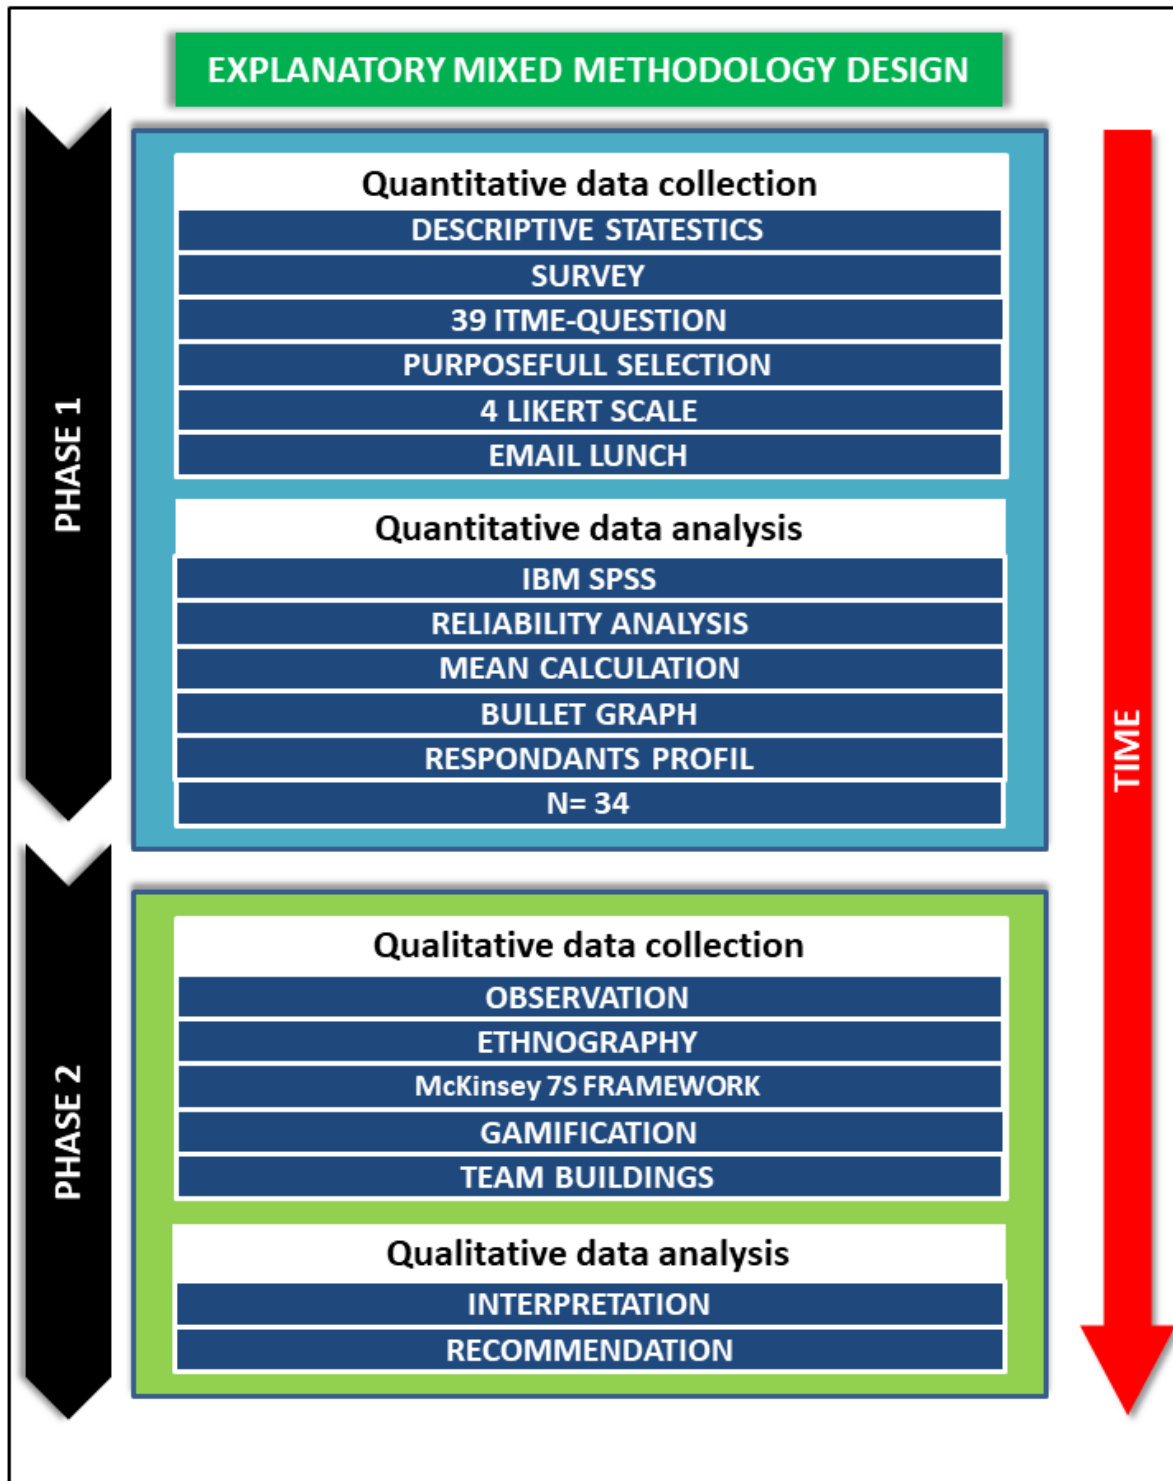 EXPLANATORY MIXED METHODOLOGY DESIGN
PHASE 1
Quantitative data collection
DESCRIPTIVE STATESTICS
SURVEY
39 ITME-QUESTION
PURPOSEFULL SELECTION
4 LIKERT SCALE
EMAIL LUNCH
Quantitative data analysis
IBM SPSS
RELIABILITY ANALYSIS
MEAN CALCULATION
BULLET GRAPH
RESPONDANTS PROFIL
N= 34
PHASE 2
Qualitative data collection
OBSERVATION
ETHNOGRAPHY
McKinsey 7S FRAMEWORK
GAMIFICATION
TEAM BUILDINGS
Qualitative data analysis
INTERPRETATION
RECOMMENDATION
TIME